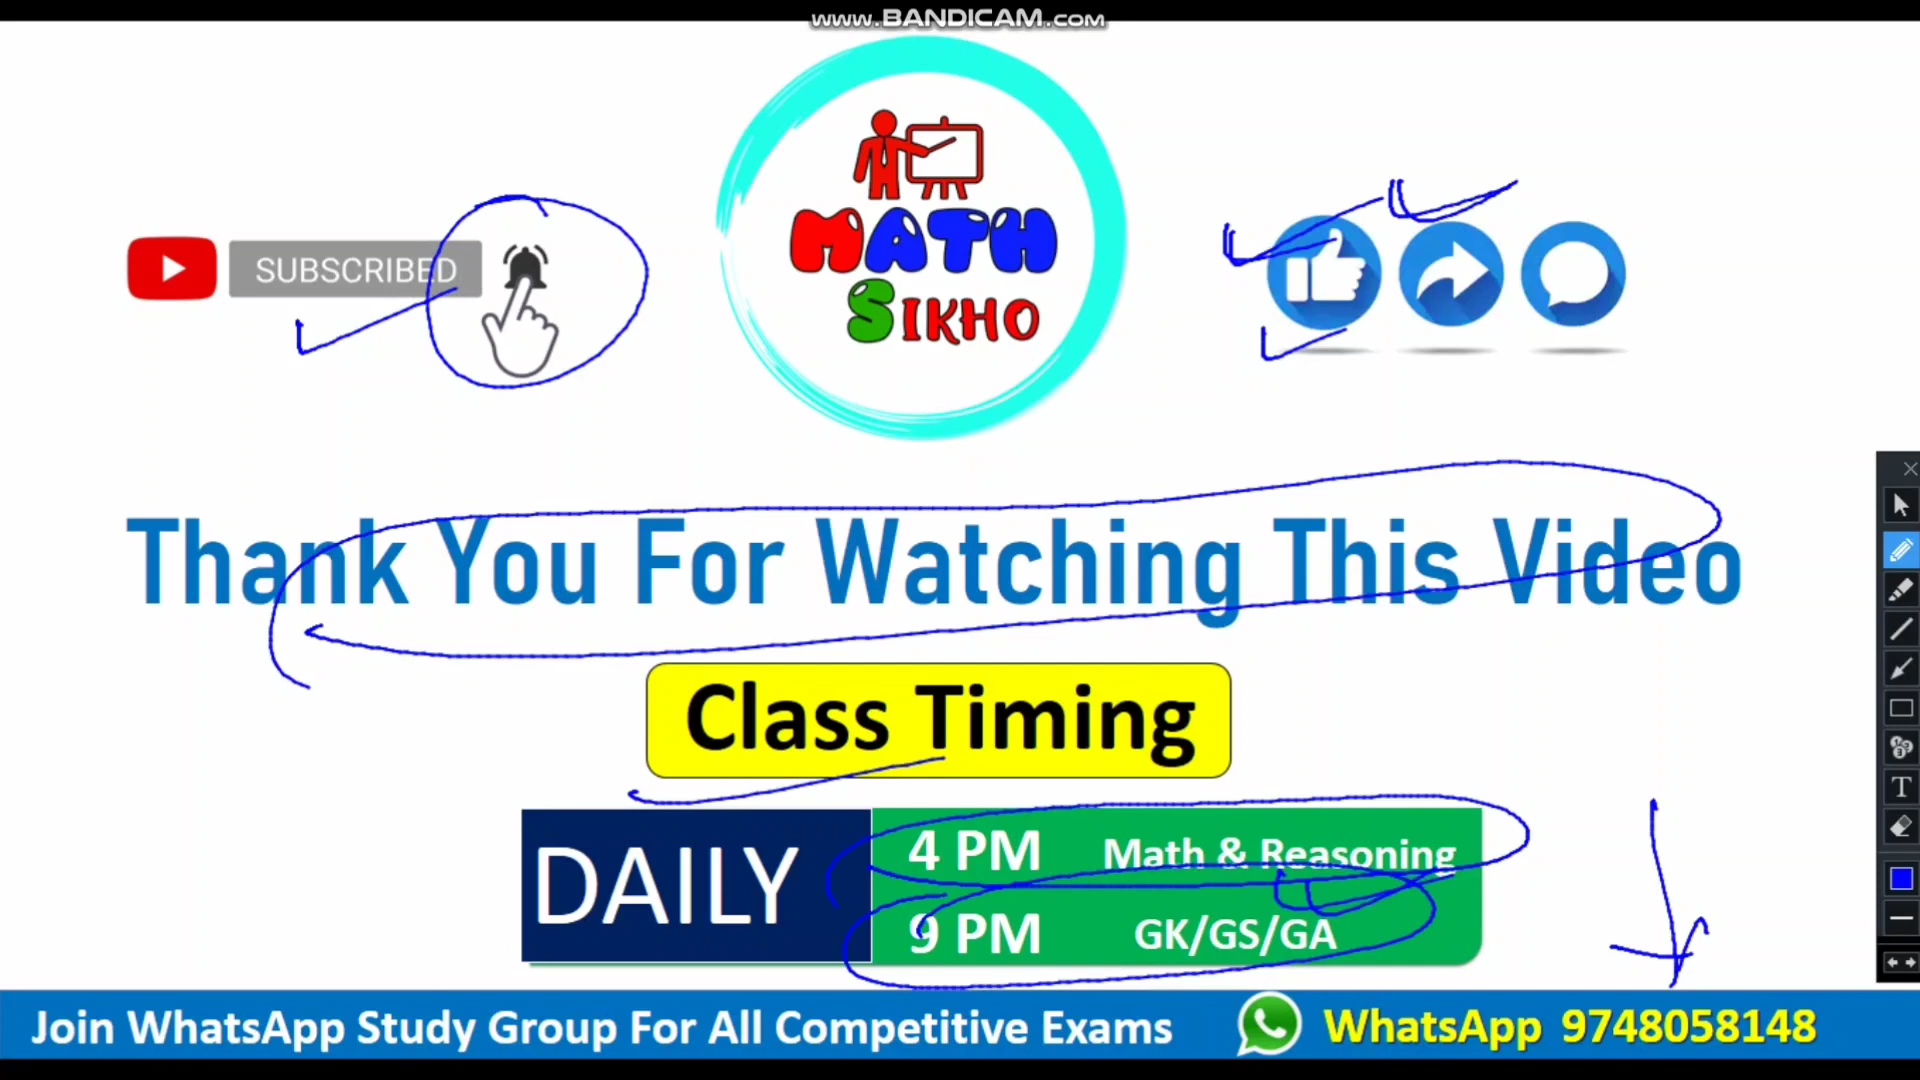 www.BANDICAM.com
MATH
SIKHO
SUBSCRIBED
Thank You For Watching This Video
Class Timing
DAILY
4 PM Math & Reasoning
9 PM GK/GS/GA
Join WhatsApp Study Group For All Competitive Exams WhatsApp 9748058148